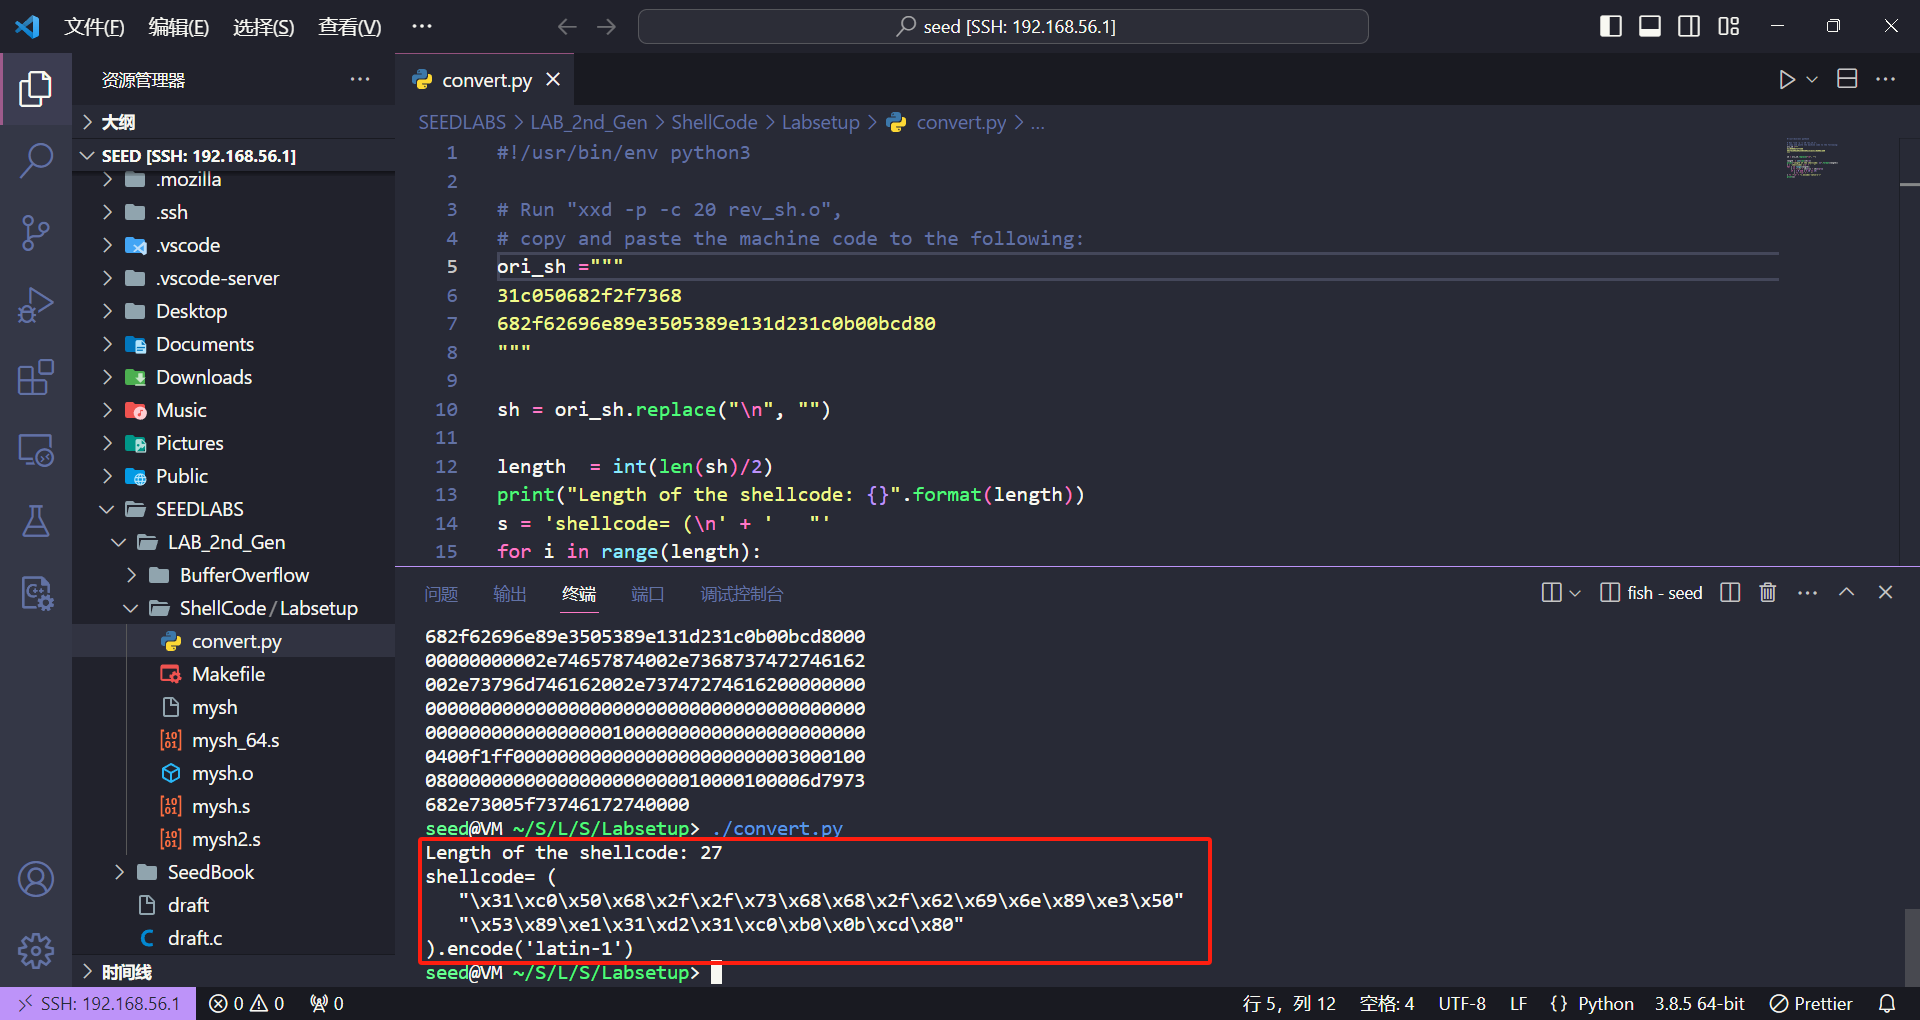 文件(F) 编辑(E) 选择(S) 查看(V) ··· seed [SSH: 192.168.56.1]
资源管理器 ···
大纲
SEED [SSH: 192.168.56.1]
.mozilla
.ssh
.vscode
.vscode-server
Desktop
Documents
Downloads
Music
Pictures
Public
SEEDLABS
LAB_2nd_Gen
BufferOverflow
ShellCode / Labsetup
convert.py
Makefile
mysh
mysh_64.s
mysh.o
mysh.s
mysh2.s
SeedBook
draft
draft.c
时间线
convert.py
SEEDLABS > LAB_2nd_Gen > ShellCode > Labsetup > convert.py > ...
1 #!/usr/bin/env python3
2
3 # Run "xxd -p -c 20 rev_sh.o",
4 # copy and paste the machine code to the following:
5 ori_sh ="""
6 31c050682f2f7368
7 682f62696e89e3505389e131d231c0b00bcd80
8 """
9
10 sh = ori_sh.replace("\n", "")
11
12 length  = int(len(sh)/2)
13 print("Length of the shellcode: {}".format(length))
14 s = 'shellcode= (\n' + '   "'
15 for i in range(length):
问题 输出 终端 端口 调试控制台 fish - seed
682f62696e89e3505389e131d231c0b00bcd8000
00000000002e74657874002e7368737472746162
002e73796d746162002e73747274616200000000
0000000000000000000000000000000000000000
0000000000000000010000000000000000000000
0400f1ff00000000000000000000000003000100
08000000000000000000000010000100006d7973
682e73005f73746172740000
seed@VM ~/S/L/S/Labsetup> ./convert.py
Length of the shellcode: 27
shellcode= (
   "\x31\xc0\x50\x68\x2f\x2f\x73\x68\x68\x2f\x62\x69\x6e\x89\xe3\x50"
   "\x53\x89\xe1\x31\xd2\x31\xc0\xb0\x0b\xcd\x80"
).encode('latin-1')
seed@VM ~/S/L/S/Labsetup>
SSH: 192.168.56.1 0 0 0 行 5，列 12 空格: 4 UTF-8 LF {} Python 3.8.5 64-bit Prettier